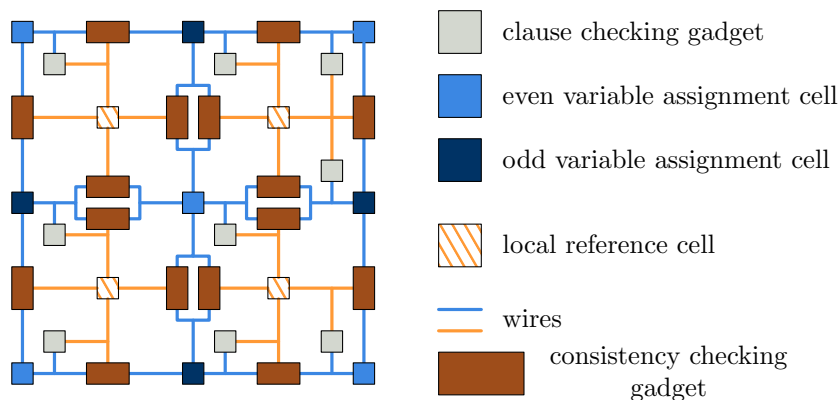 clause checking gadget
even variable assignment cell
odd variable assignment cell
local reference cell
wires
consistency checking
gadget